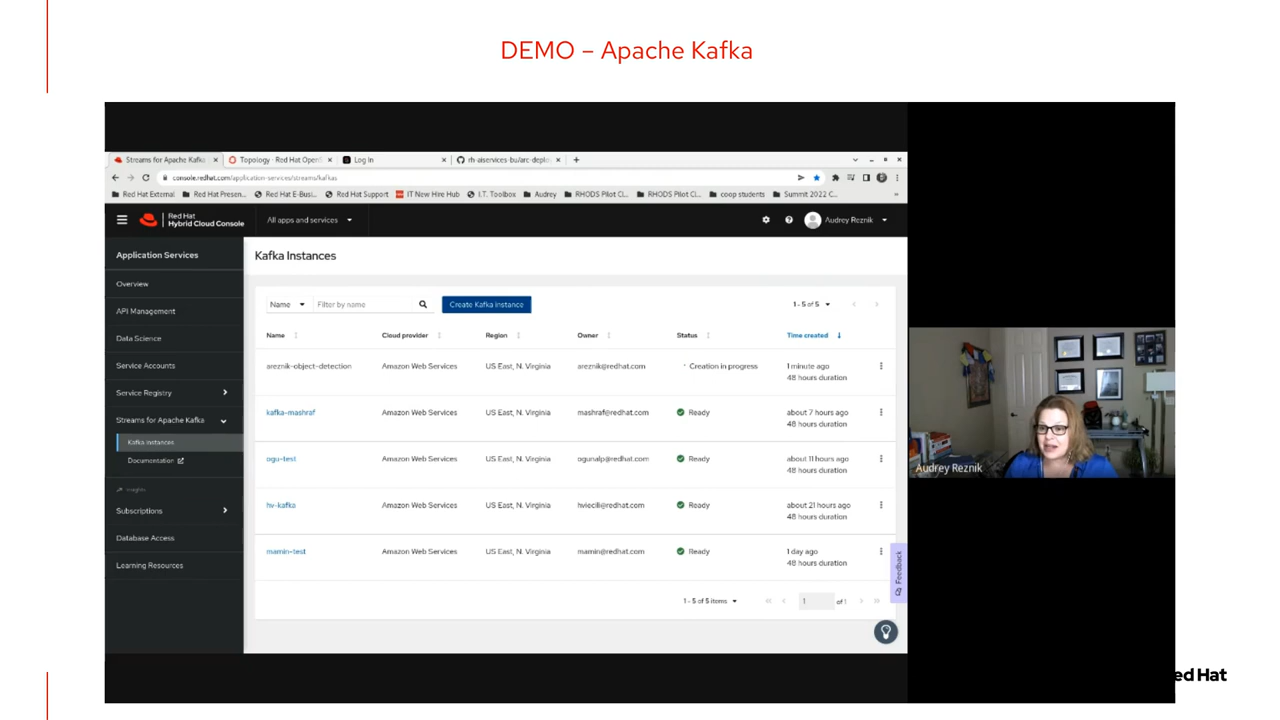 DEMO – Apache Kafka
Streams for Apache Kafka
Topology · Red Hat OpenS
Log In
rh-aiservices-bu/arc-deplo
console.redhat.com/application-services/streams/kafkas
Red Hat External
Red Hat Presen...
Red Hat E-Busi...
Red Hat Support
IT New Hire Hub
I.T. Toolbox
Audrey
RHODS Pilot Cl...
RHODS Pilot Cl...
coop students
Summit 2022 C...
»
Red Hat
Hybrid Cloud Console
All apps and services
Audrey Reznik
Application Services
Overview
API Management
Data Science
Service Accounts
Service Registry
Streams for Apache Kafka
Kafka Instances
Documentation
Insights
Subscriptions
Database Access
Learning Resources
Kafka Instances
Name
Filter by name
Create Kafka instance
1 - 5 of 5
Name Cloud provider Region Owner Status Time created
areznik-object-detection Amazon Web Services US East, N. Virginia areznik@redhat.com Creation in progress 1 minute ago
48 hours duration
kafka-mashraf Amazon Web Services US East, N. Virginia mashraf@redhat.com Ready about 7 hours ago
48 hours duration
ogu-test Amazon Web Services US East, N. Virginia ogunalp@redhat.com Ready about 11 hours ago
48 hours duration
hv-kafka Amazon Web Services US East, N. Virginia hviecili@redhat.com Ready about 21 hours ago
48 hours duration
mamin-test Amazon Web Services US East, N. Virginia mamin@redhat.com Ready 1 day ago
48 hours duration
1 - 5 of 5 items
1
of 1
Feedback
Audrey Reznik
ed Hat